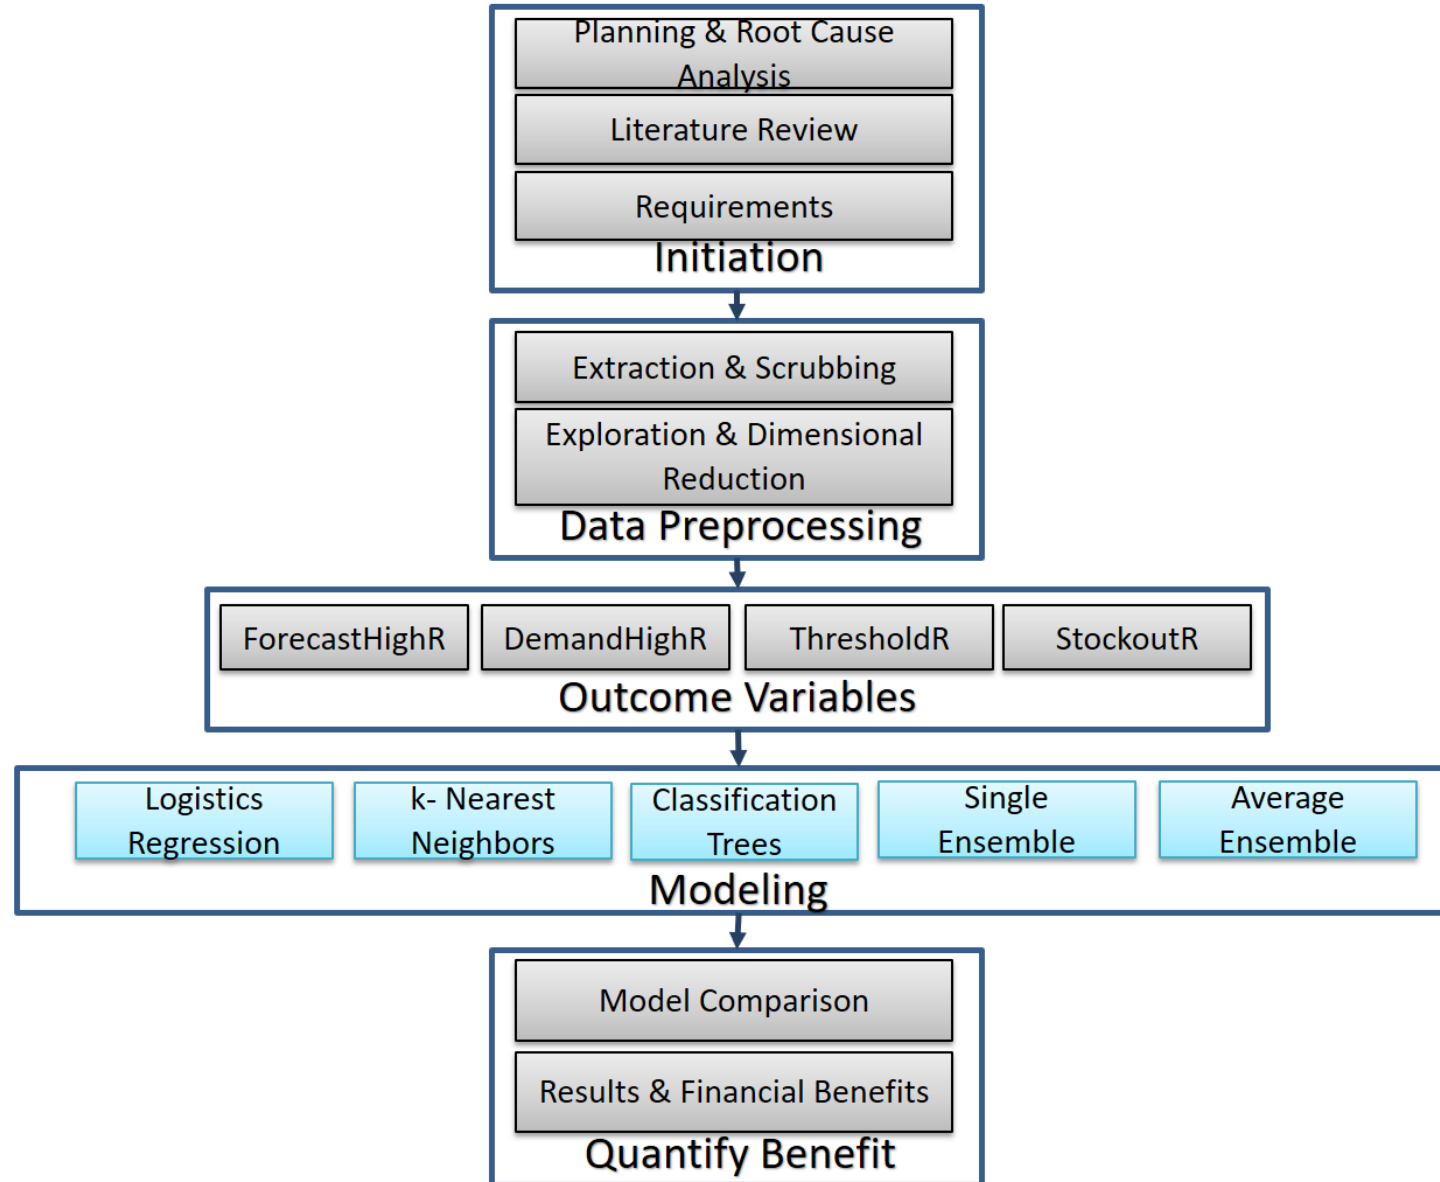 Planning & Root Cause
Analysis
Literature Review
Requirements
Initiation
Extraction & Scrubbing
Exploration & Dimensional
Reduction
Data Preprocessing
ForecastHighR
DemandHighR
ThresholdR
StockoutR
Outcome Variables
Logistics
Regression
k- Nearest
Neighbors
Classification
Trees
Single
Ensemble
Average
Ensemble
Modeling
Model Comparison
Results & Financial Benefits
Quantify Benefit